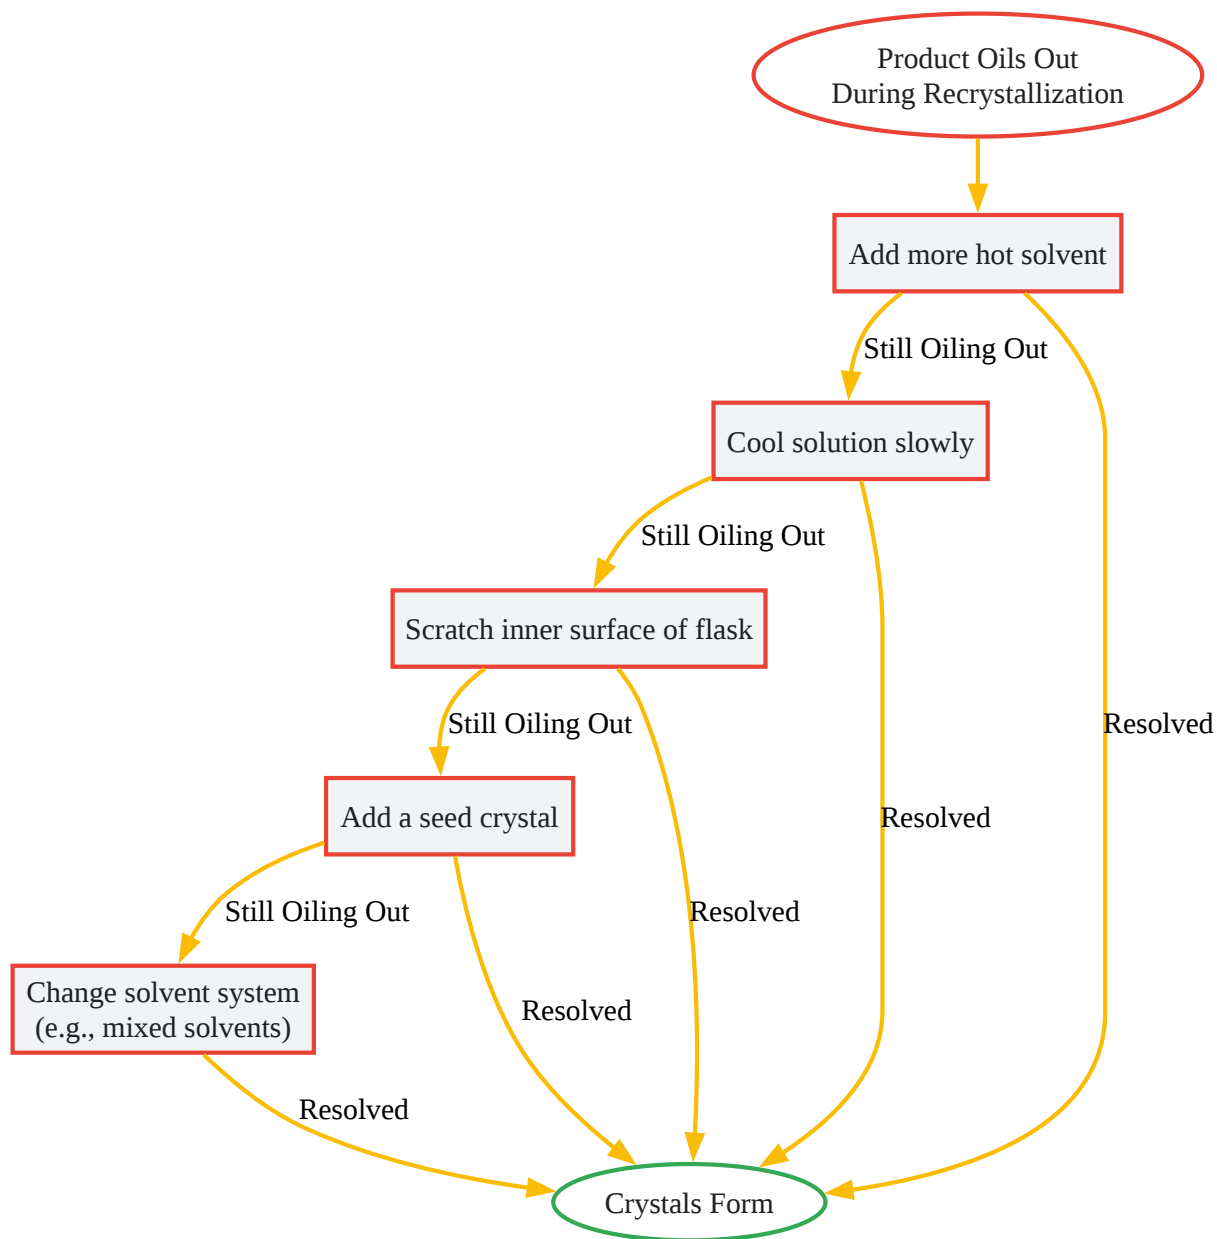 Product Oils Out
During Recrystallization
Add more hot solvent
Still Oiling Out
Cool solution slowly
Still Oiling Out
Scratch inner surface of flask
Still Oiling Out
Resolved
Add a seed crystal
Resolved
Still Oiling Out
Resolved
Change solvent system
(e.g., mixed solvents)
Resolved
Resolved
Crystals Form